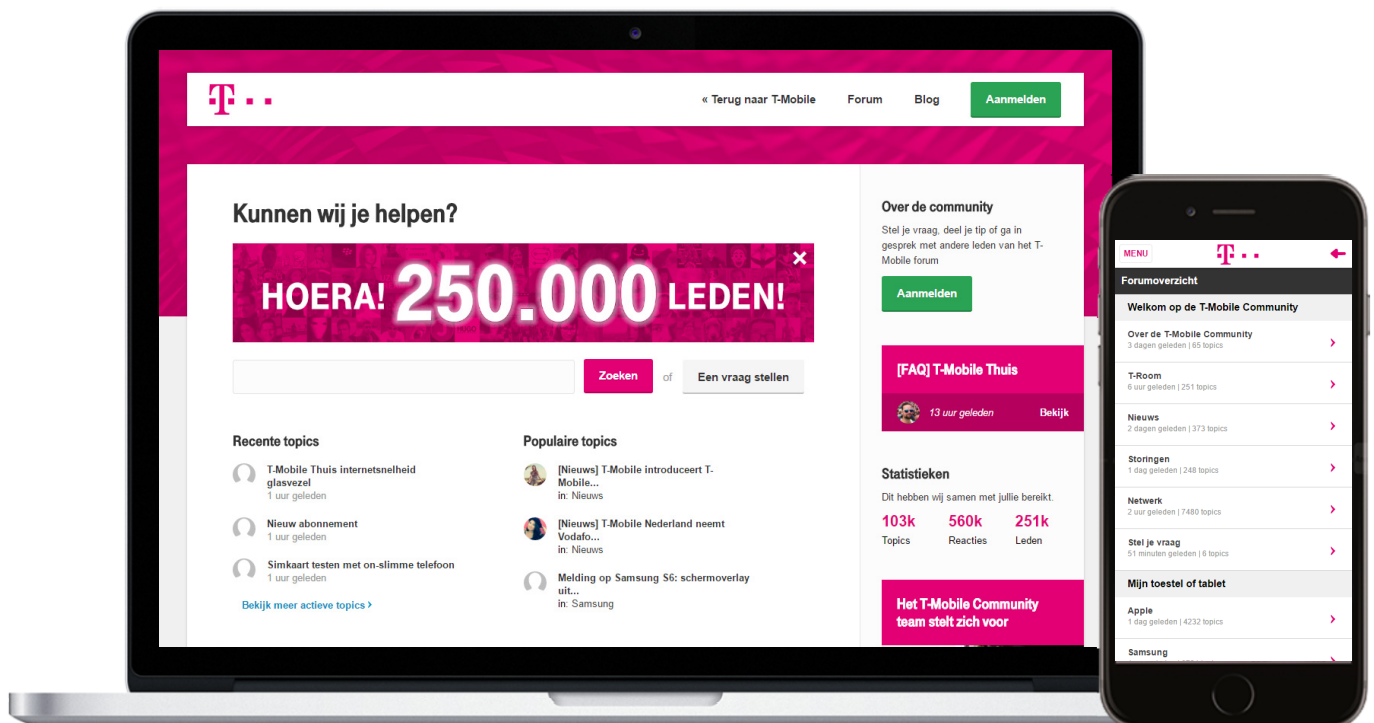 T
« Terug naar T-Mobile Forum Blog Aanmelden
Kunnen wij je helpen?
HOERA! 250.000 LEDEN!
Zoeken of Een vraag stellen
Recente topics
T-Mobile Thuis internetsnelheid
glasvezel
1 uur geleden
Nieuw abonnement
1 uur geleden
Simkaart testen met on-slimme telefoon
1 uur geleden
Bekijk meer actieve topics ›
Populaire topics
[Nieuws] T-Mobile introduceert T-
Mobile...
in: Nieuws
[Nieuws] T-Mobile Nederland neemt
Vodafo...
in: Nieuws
Melding op Samsung S6: schermoverlay
uit...
in: Samsung
Over de community
Stel je vraag, deel je tip of ga in
gesprek met andere leden van het T-
Mobile forum
Aanmelden
[FAQ] T-Mobile Thuis
13 uur geleden Bekijk
Statistieken
Dit hebben wij samen met jullie bereikt.
103k 560k 251k
Topics Reacties Leden
Het T-Mobile Community
team stelt zich voor
MENU T
Forumoverzicht
Welkom op de T-Mobile Community
Over de T-Mobile Community
3 dagen geleden | 65 topics
T-Room
6 uur geleden | 251 topics
Nieuws
2 dagen geleden | 373 topics
Storingen
1 dag geleden | 248 topics
Netwerk
2 uur geleden | 7480 topics
Stel je vraag
51 minuten geleden | 6 topics
Mijn toestel of tablet
Apple
1 dag geleden | 4232 topics
Samsung